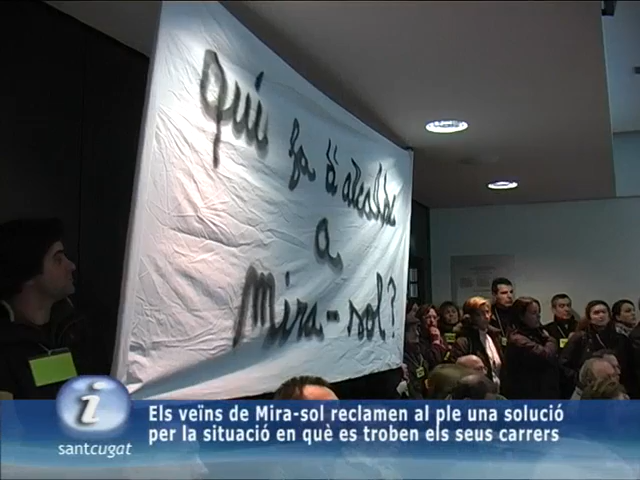 Qui fa d'alcalde
a
Mira-sol?
i
santcugat
Els veïns de Mira-sol reclamen al ple una solució
per la situació en què es troben els seus carrers